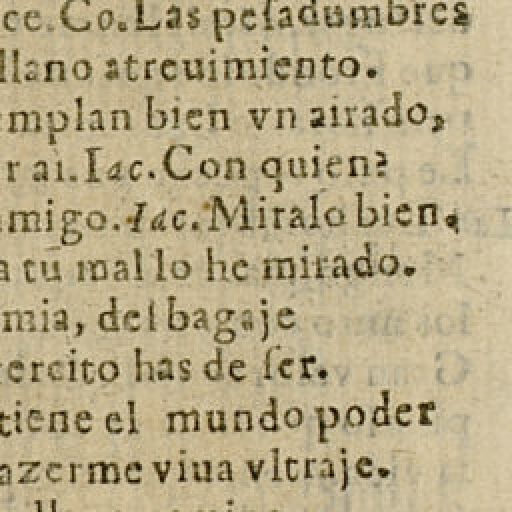 ce. Co. Las peſadumbres
llano atreuimiento.
mplan bien vn airado,
r ai. Iac. Con quien?
migo. Iac. Miralo bien,
a tu mal lo he mirado.
mia, del bagaje
ercito has de ſer.
tiene el mundo poder
azerme viua vltraje.